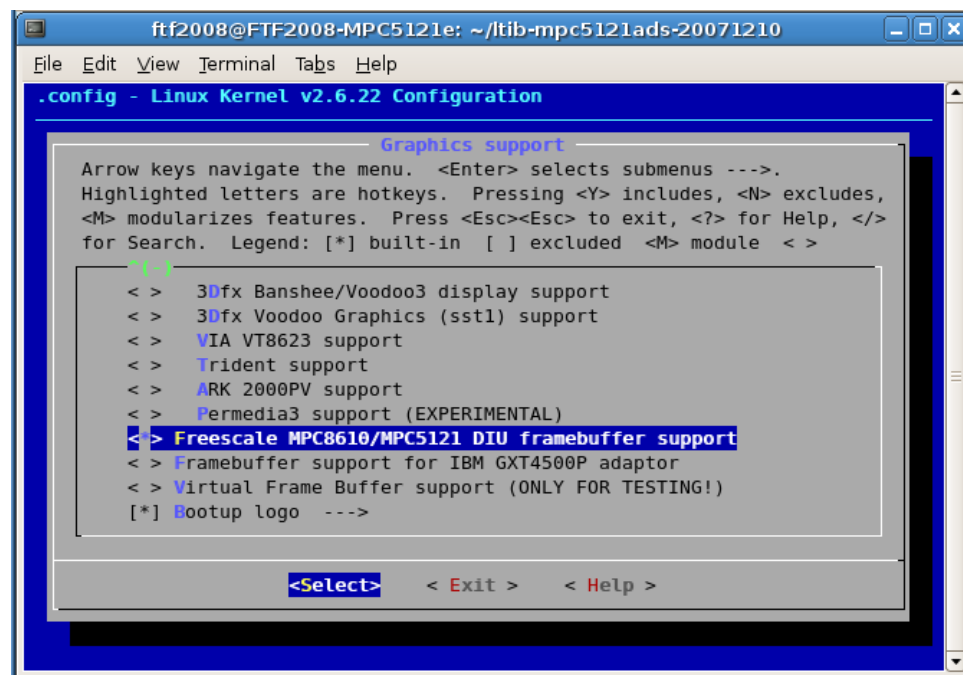 ftf2008@FTF2008-MPC5121e: ~/ltib-mpc5121ads-20071210
File Edit View Terminal Tabs Help
.config - Linux Kernel v2.6.22 Configuration
Graphics support
Arrow keys navigate the menu.  <Enter> selects submenus --->.
Highlighted letters are hotkeys.  Pressing <Y> includes, <N> excludes,
<M> modularizes features.  Press <Esc><Esc> to exit, <?> for Help, </>
for Search.  Legend: [*] built-in  [ ] excluded  <M> module  < >
^(-)
< >   3Dfx Banshee/Voodoo3 display support
< >   3Dfx Voodoo Graphics (sst1) support
< >   VIA VT8623 support
< >   Trident support
< >   ARK 2000PV support
< >   Permedia3 support (EXPERIMENTAL)
<*> Freescale MPC8610/MPC5121 DIU framebuffer support
< > Framebuffer support for IBM GXT4500P adaptor
< > Virtual Frame Buffer support (ONLY FOR TESTING!)
[*] Bootup logo  --->
<Select>    < Exit >    < Help >